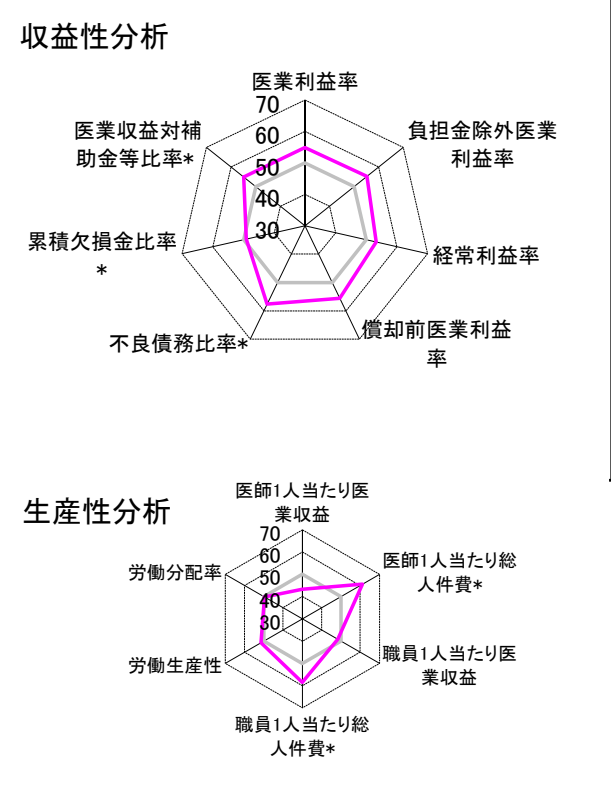 収益性分析
医業利益率
70
60
50
40
30
負担金除外医業
利益率
経常利益率
償却前医業利益
率
不良債務比率*
累積欠損金比率
*
医業収益対補
助金等比率*
生産性分析
医師1人当たり医
業収益
70
60
50
40
30
医師1人当たり総
人件費*
職員1人当たり医
業収益
職員1人当たり総
人件費*
労働生産性
労働分配率